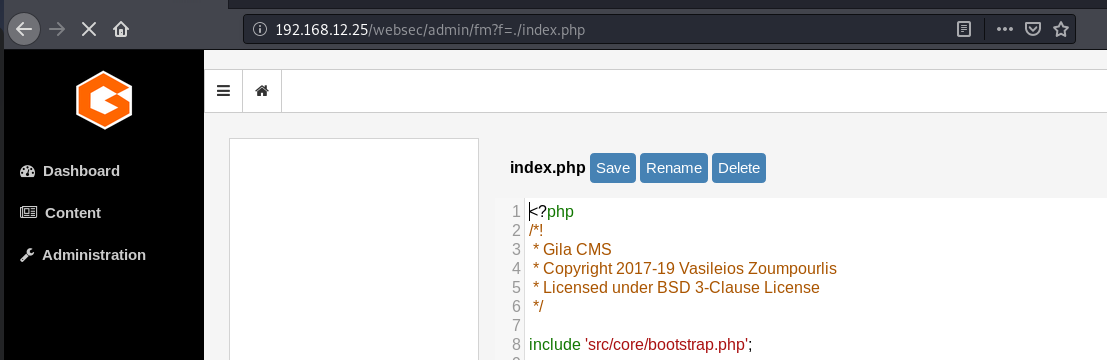 192.168.12.25/websec/admin/fm?f=./index.php
Dashboard
Content
Administration
index.php Save Rename Delete
1 <?php
2 /*!
3 * Gila CMS
4 * Copyright 2017-19 Vasileios Zoumpourlis
5 * Licensed under BSD 3-Clause License
6 */
7
8 include 'src/core/bootstrap.php';